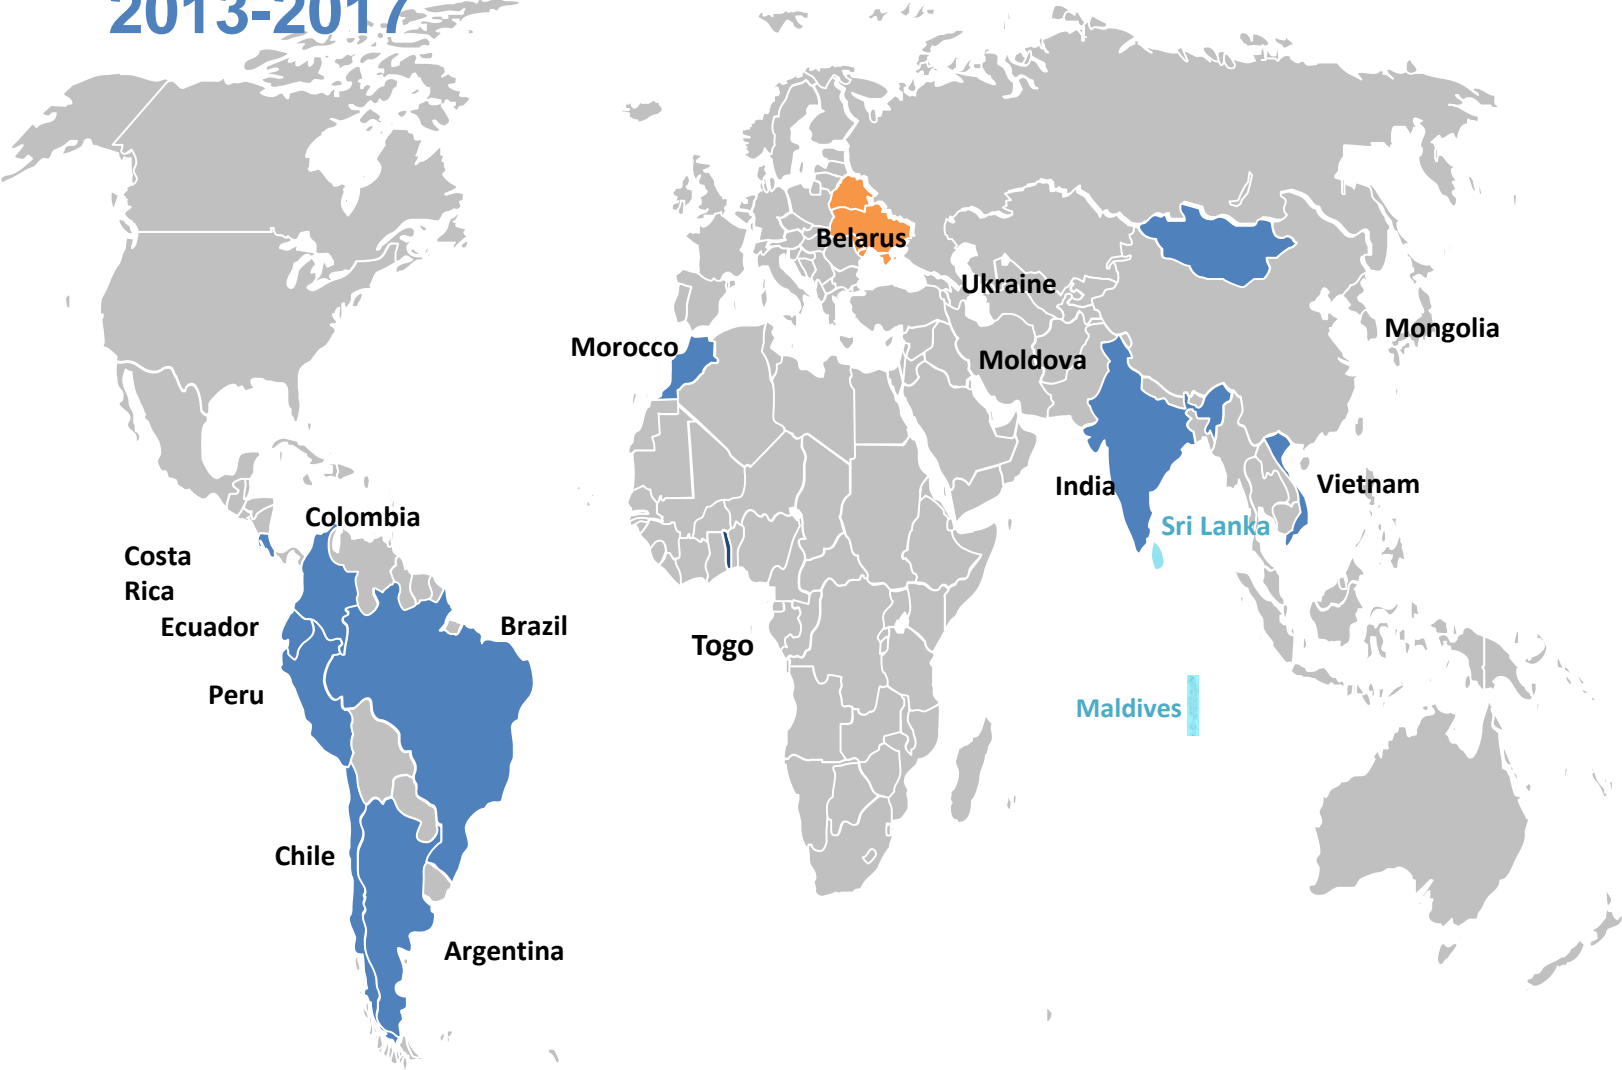 2013-2017
Belarus
Ukraine
Mongolia
Morocco
Moldova
India
Vietnam
Colombia
Sri Lanka
Costa
Rica
Ecuador
Brazil
Togo
Peru
Maldives
Chile
Argentina